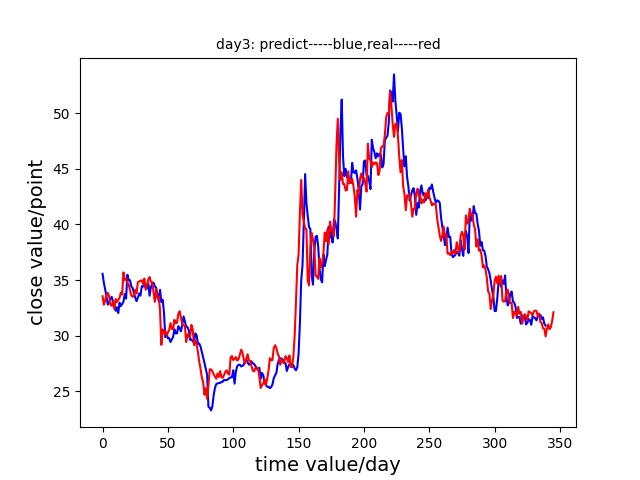 day3: predict-----blue,real-----red
close value/point
50
45
40
35
30
25
0 50 100 150 200 250 300 350
time value/day